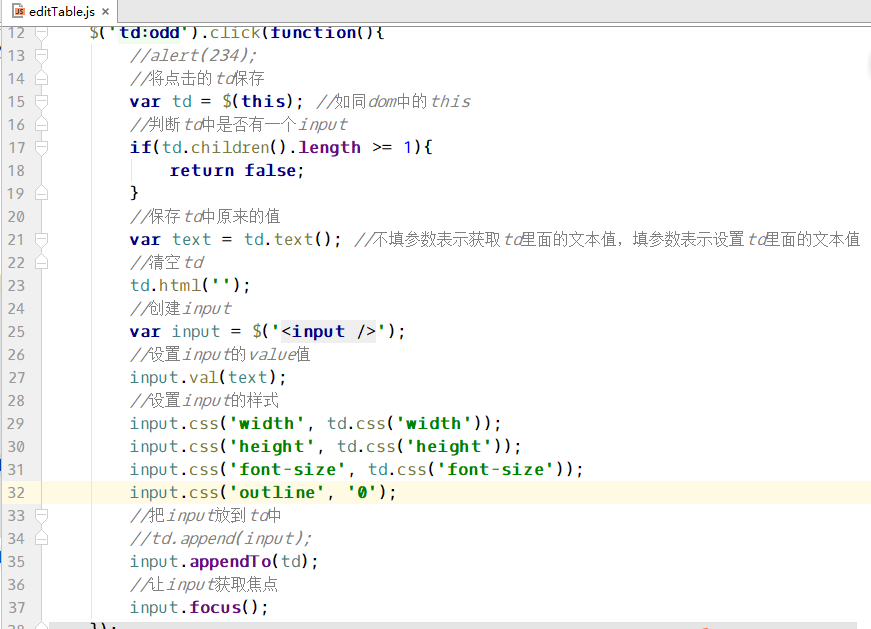 editTable.js ×
12 $('td:odd').click(function(){
13 //alert(234);
14 //将点击的td保存
15 var td = $(this); //如同dom中的this
16 //判断td中是否有一个input
17 if(td.children().length >= 1){
18 return false;
19 }
20 //保存td中原来的值
21 var text = td.text(); //不填参数表示获取td里面的文本值，填参数表示设置td里面的文本值
22 //清空td
23 td.html('');
24 //创建input
25 var input = $('<input />');
26 //设置input的value值
27 input.val(text);
28 //设置input的样式
29 input.css('width', td.css('width'));
30 input.css('height', td.css('height'));
31 input.css('font-size', td.css('font-size'));
32 input.css('outline', '0');
33 //把input放到td中
34 //td.append(input);
35 input.appendTo(td);
36 //让input获取焦点
37 input.focus();
38 });